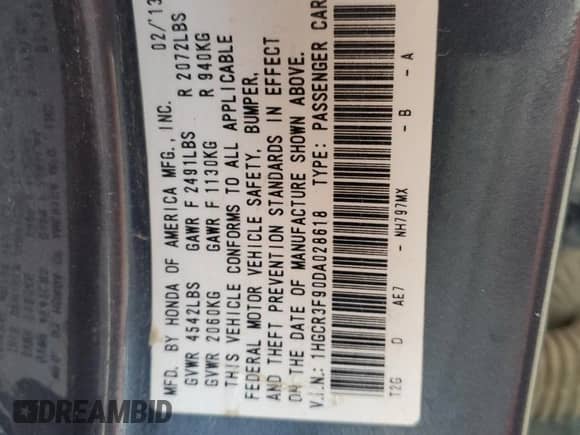 MFD. BY HONDA OF AMERICA MFG., INC. 02/'13
GVWR 4542LBS GAWR F 2491LBS R 2072LBS
GVWR 2060KG GAWR F 1130KG R 940KG
THIS VEHICLE CONFORMS TO ALL APPLICABLE
FEDERAL MOTOR VEHICLE SAFETY, BUMPER,
AND THEFT PREVENTION STANDARDS IN EFFECT
ON THE DATE OF MANUFACTURE SHOWN ABOVE.
V.I.N.: 1HGCR3F90DA028618 TYPE: PASSENGER CAR
T2G D AE7 - NH797MX - B - A
DREAMBID